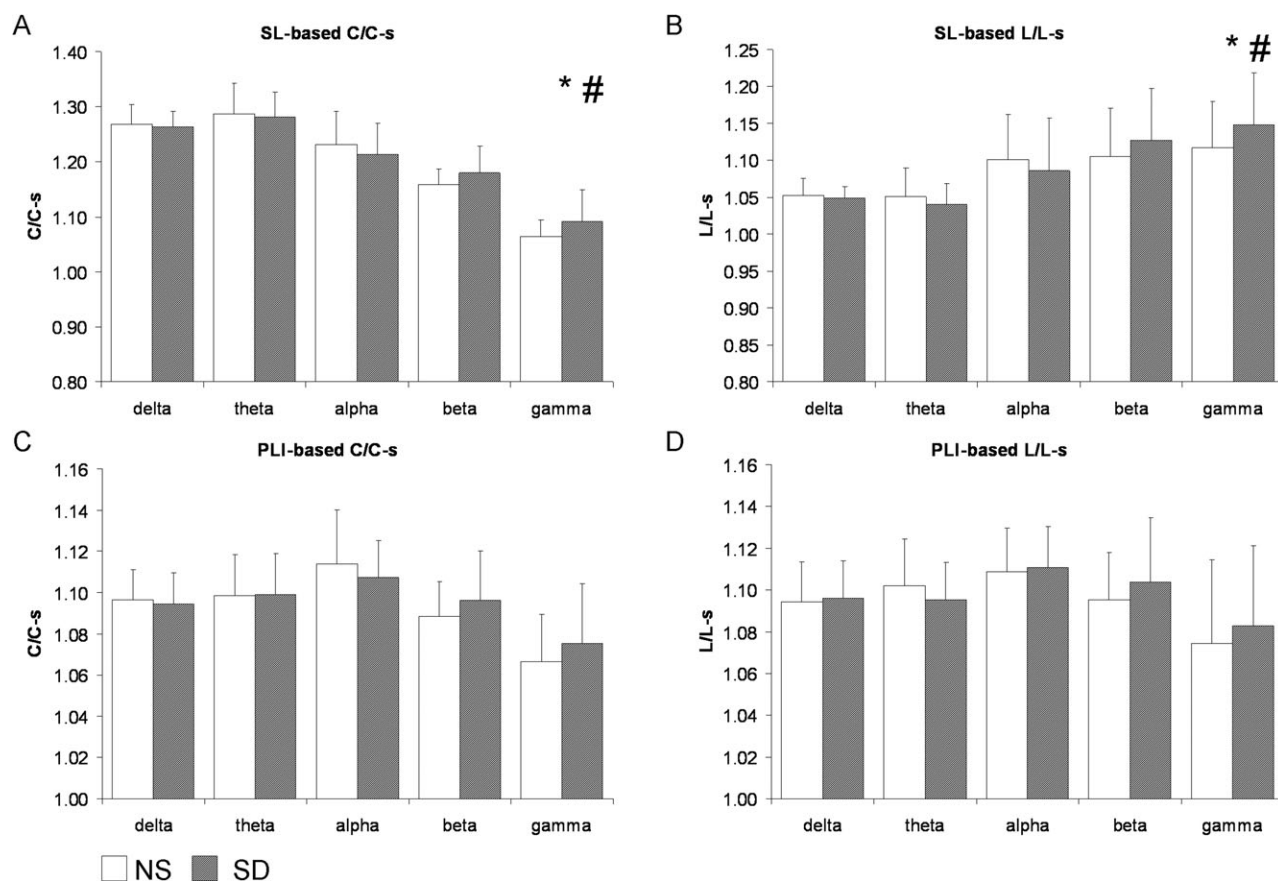 A
SL-based C/C-s
* #
C/C-s
1.40
1.30
1.20
1.10
1.00
0.90
0.80
delta theta alpha beta gamma
B
SL-based L/L-s
* #
L/L-s
1.25
1.20
1.15
1.10
1.05
1.00
0.95
0.90
0.85
0.80
delta theta alpha beta gamma
C
PLI-based C/C-s
C/C-s
1.16
1.14
1.12
1.10
1.08
1.06
1.04
1.02
1.00
delta theta alpha beta gamma
D
PLI-based L/L-s
L/L-s
1.16
1.14
1.12
1.10
1.08
1.06
1.04
1.02
1.00
delta theta alpha beta gamma
NS SD